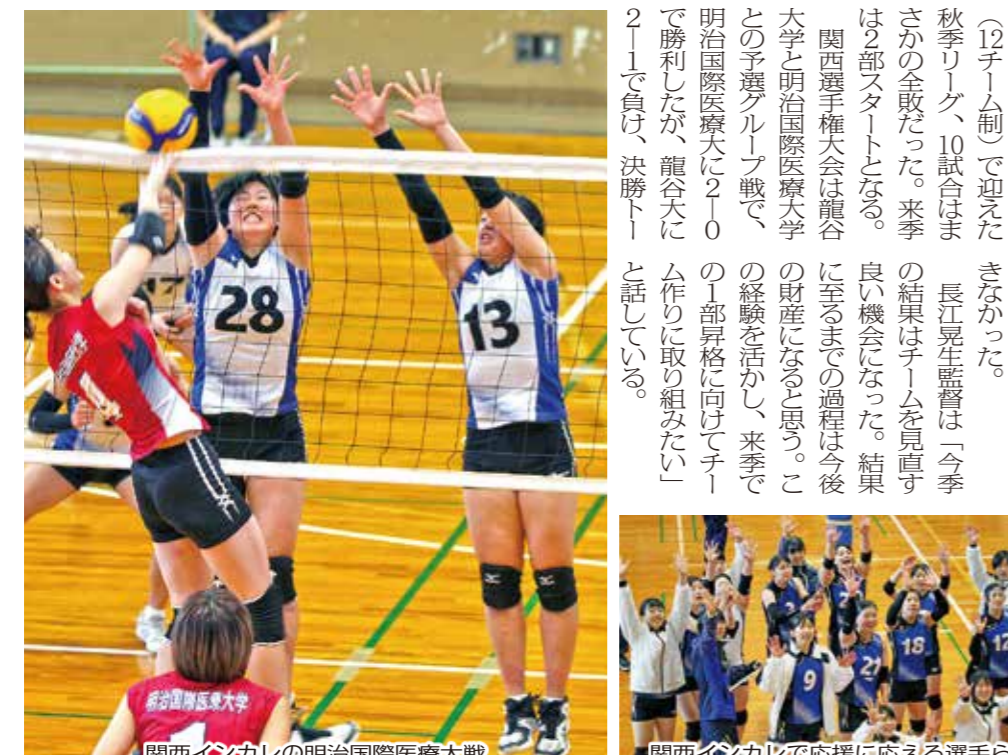 （12チーム制）で迎えた
秋季リーグ、10試合はま
さかの全敗だった。来季
は2部スタートとなる。
　関西選手権大会は龍谷
大学と明治国際医療大学
との予選グループ戦で、
明治国際医療大に2―0
で勝利したが、龍谷大に
2―1で負け、決勝トー
きなかった。
　長江晃生監督は「今季
の結果はチームを見直す
良い機会になった。結果
に至るまでの過程は今後
の財産になると思う。こ
の経験を活かし、来季で
の1部昇格に向けてチー
ム作りに取り組みたい」
と話している。
17
28
13
4
明治国際医療大学
1
関西インカレの明治国際医療大戦
9
21
18
12
関西インカレで応援に応える選手と